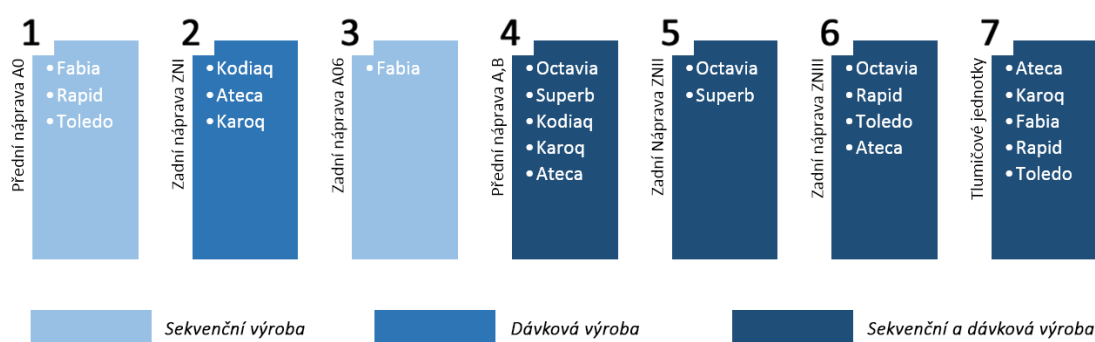 1
Přední náprava A0
• Fabia
• Rapid
• Toledo
2
Zadní náprava ZNI
• Kodiaq
• Ateca
• Karoq
3
Zadní náprava A06
• Fabia
4
Přední náprava A,B
• Octavia
• Superb
• Kodiaq
• Karoq
• Ateca
5
Zadní Náprava ZNII
• Octavia
• Superb
6
Zadní náprava ZNIII
• Octavia
• Rapid
• Toledo
• Ateca
7
Tlumičové jednotky
• Ateca
• Karoq
• Fabia
• Rapid
• Toledo
Sekvenční výroba
Dávková výroba
Sekvenční a dávková výroba